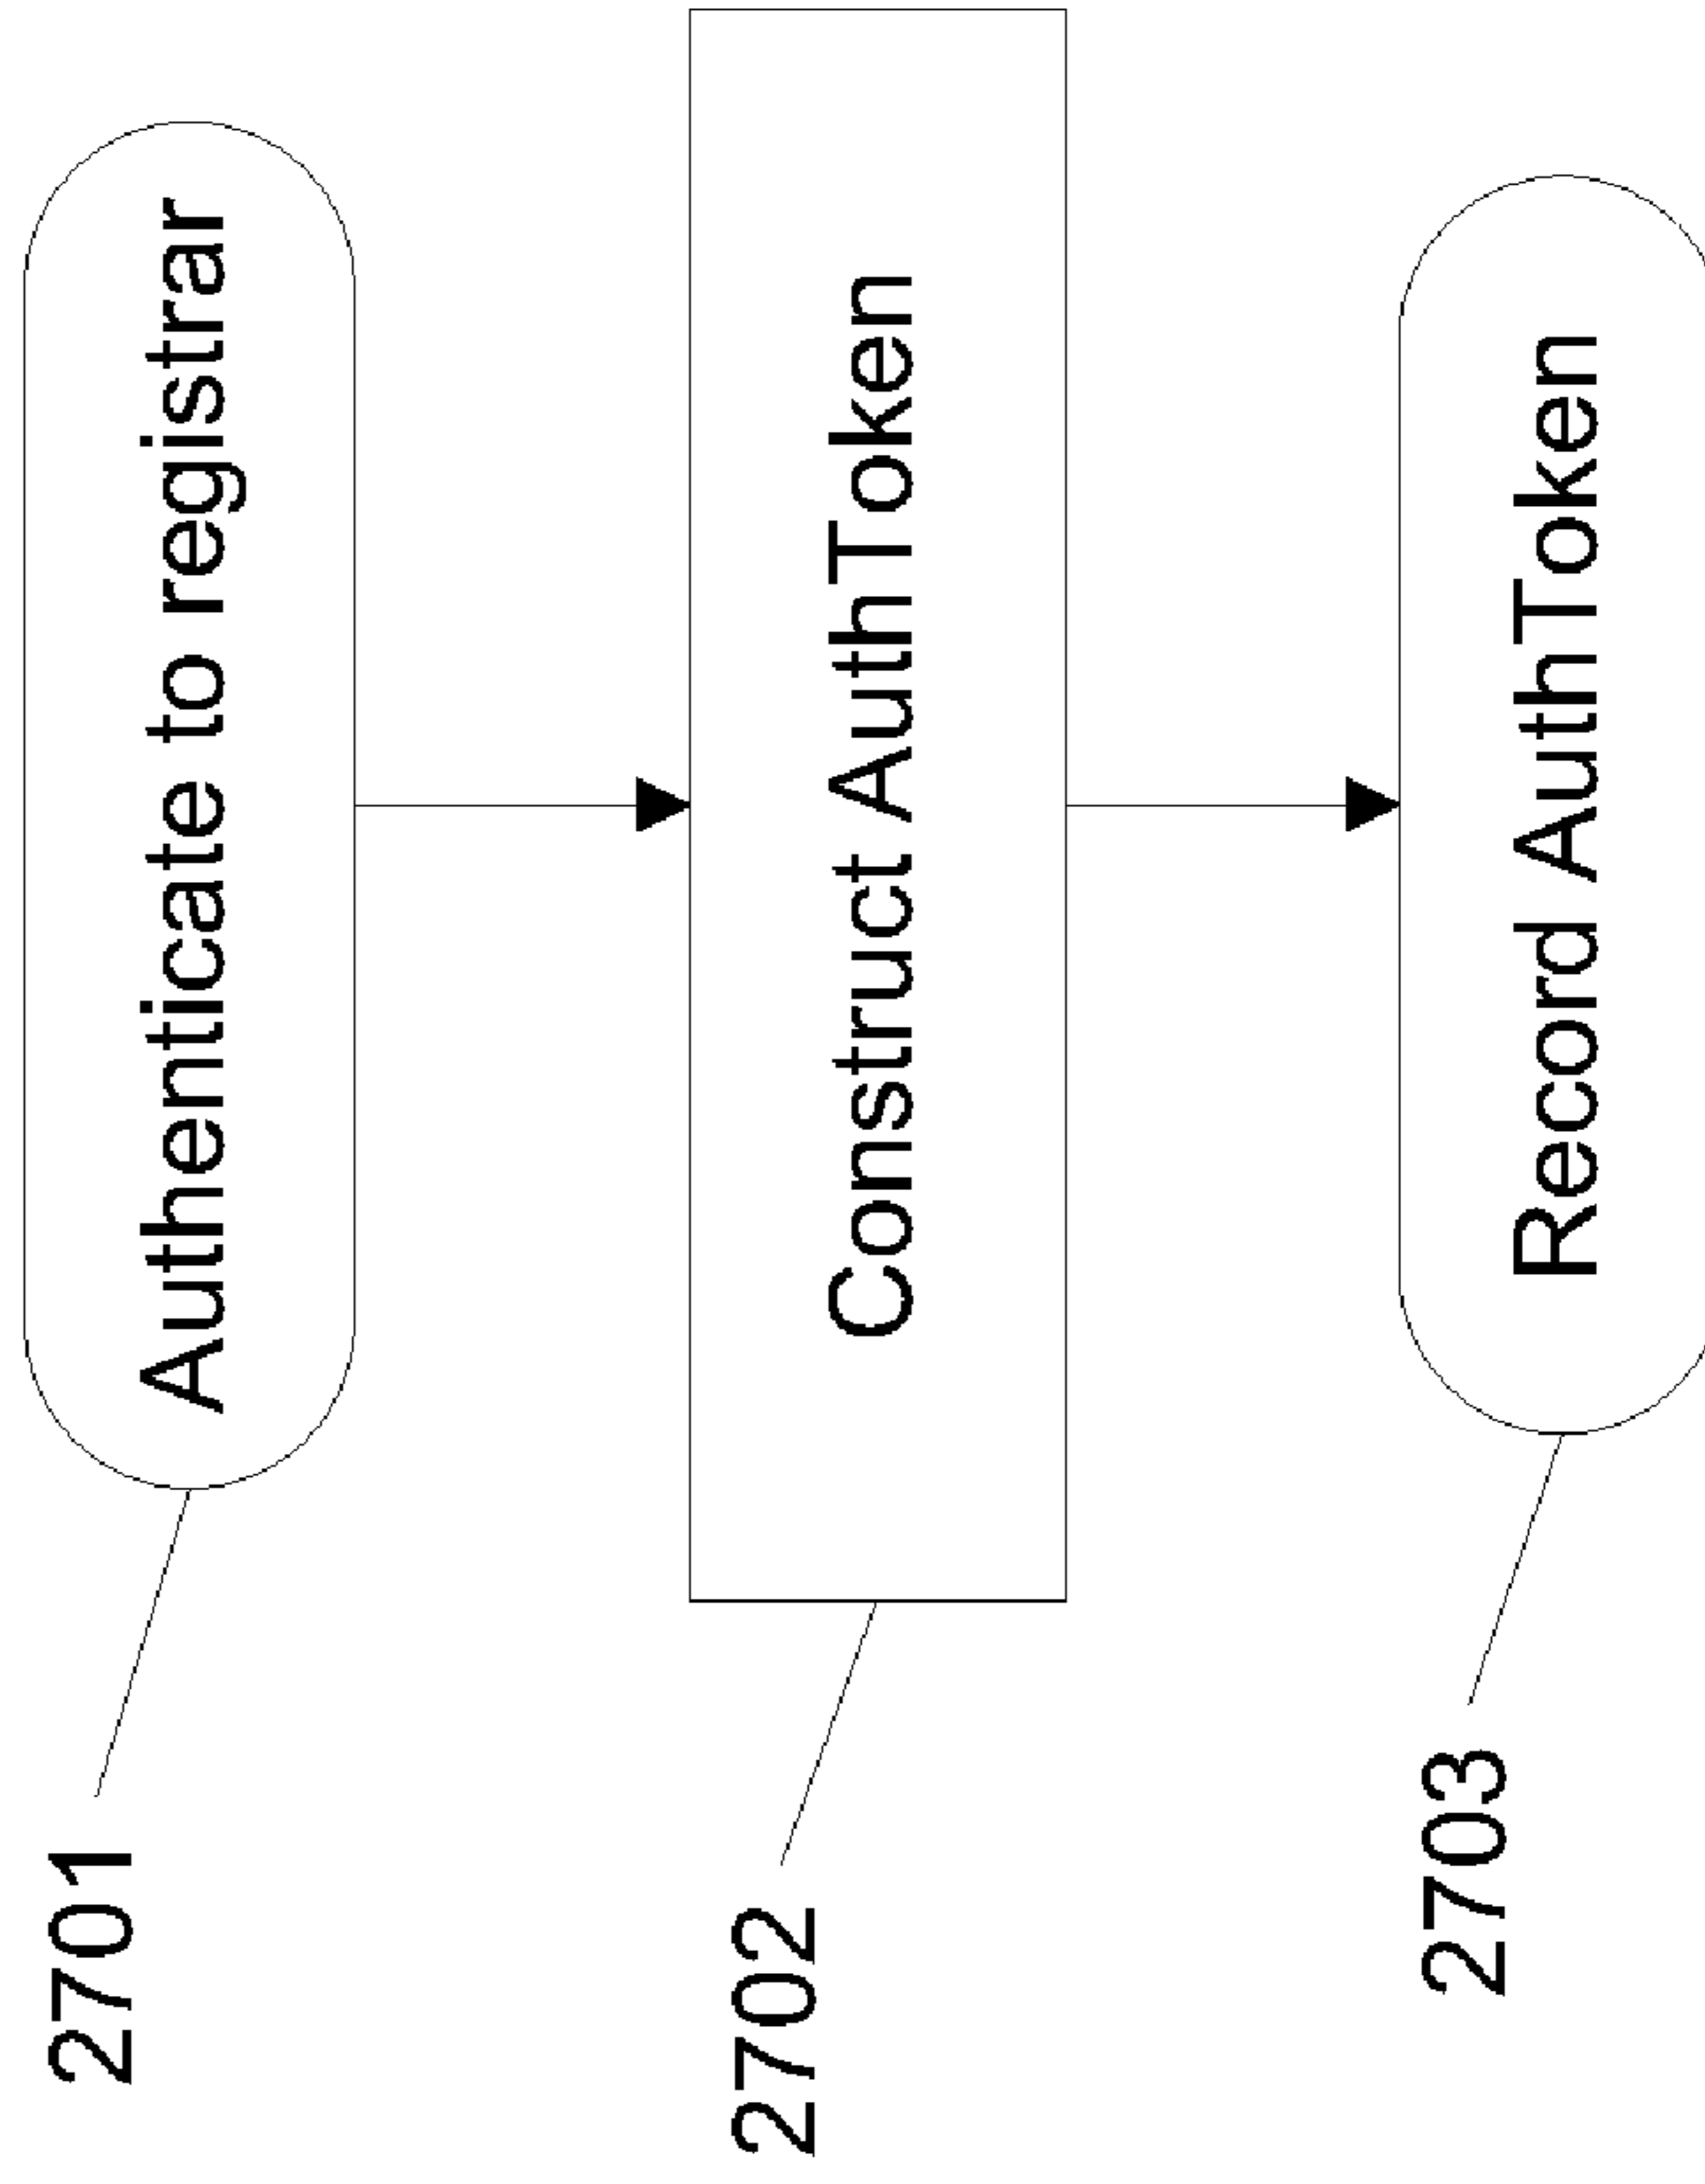 2701
Authenticate to registrar
2702
Construct AuthToken
2703
Record AuthToken